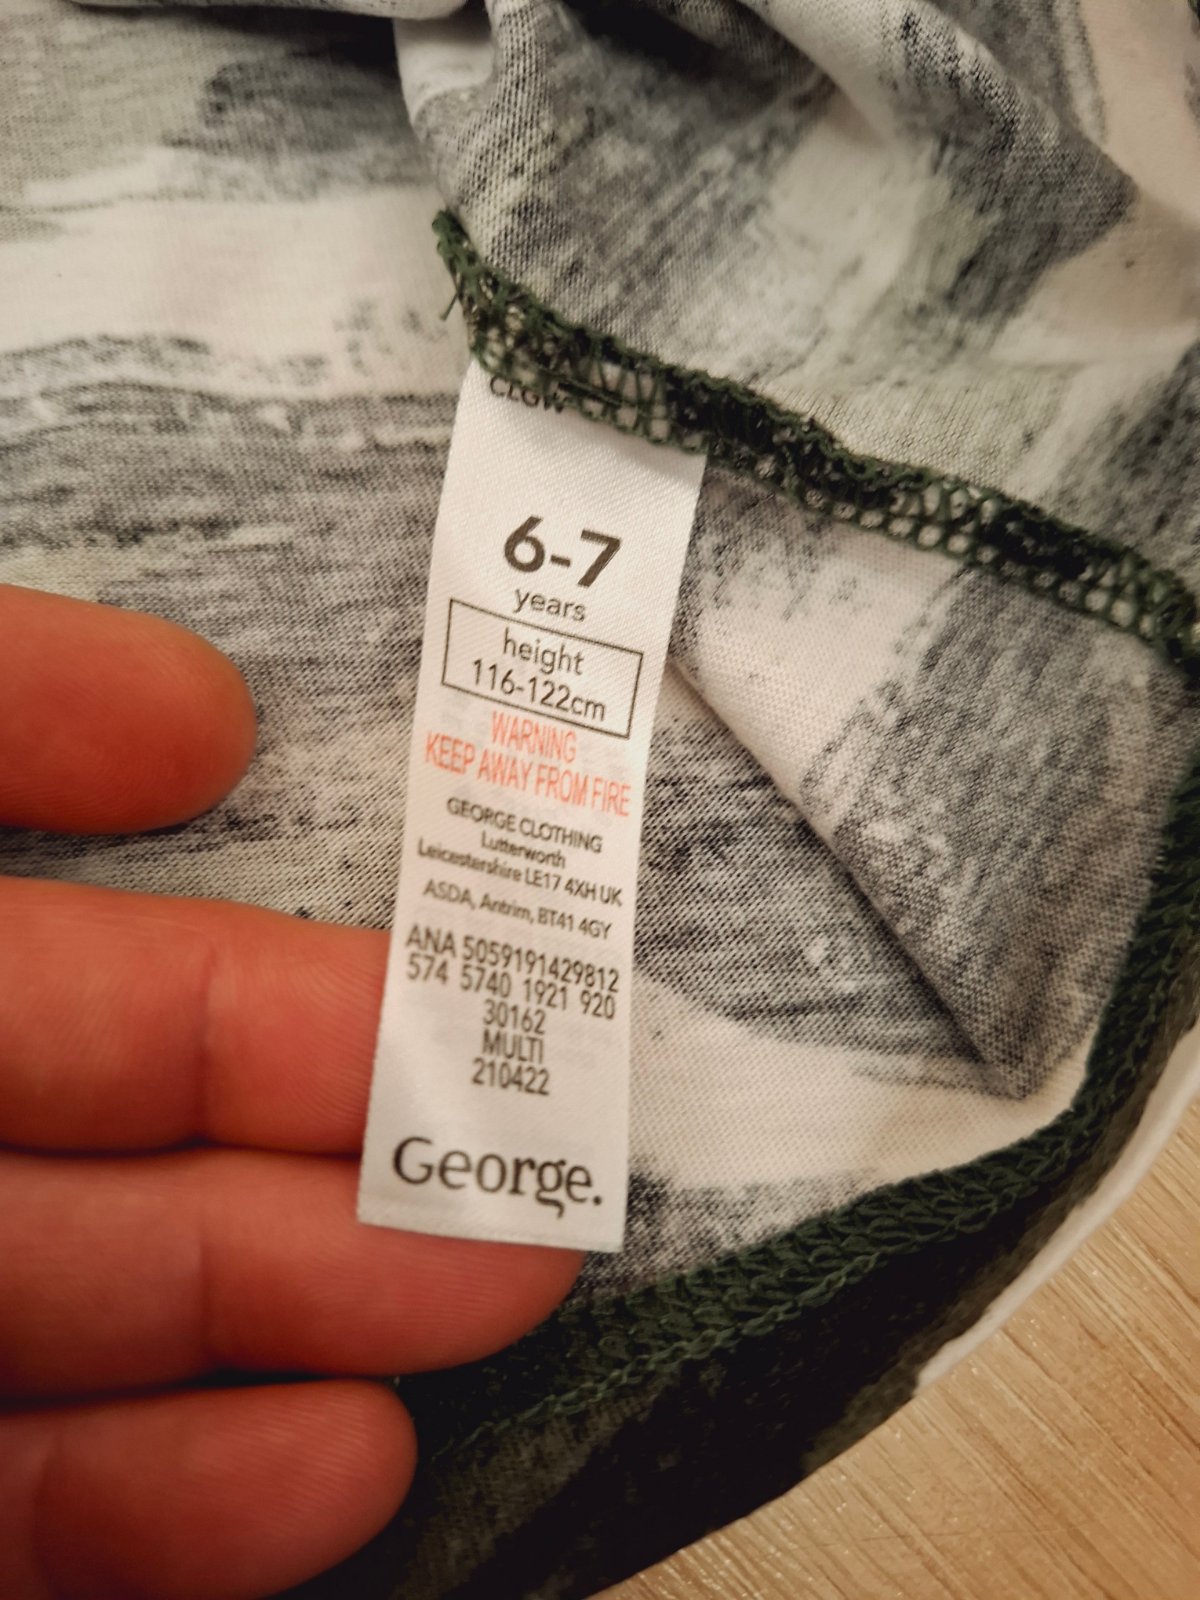 CLGW
6-7
years
height
116-122cm
WARNING
KEEP AWAY FROM FIRE
GEORGE CLOTHING
Lutterworth
Leicestershire LE17 4XH UK
ASDA, Antrim, BT41 4GY
ANA 5059191429812
574 5740 1921 920
30162
MULTI
210422
George.